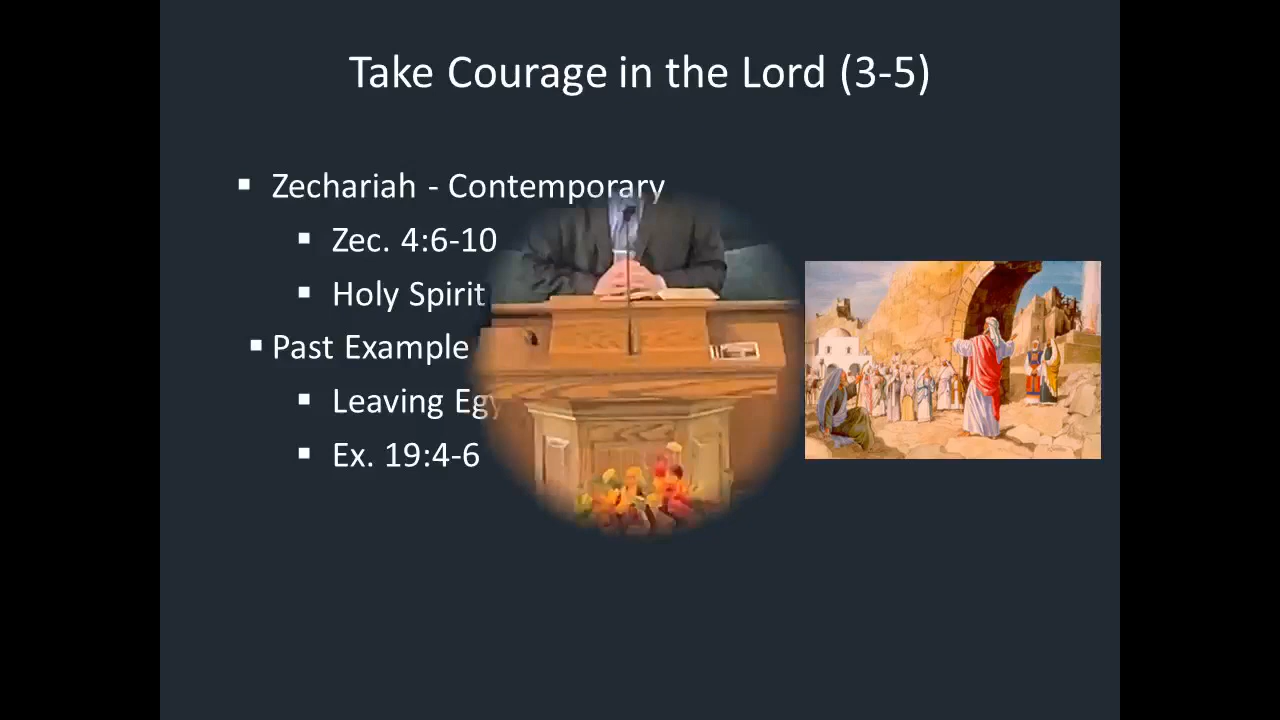 Take Courage in the Lord (3-5)
Zechariah - Contemporary
Zec. 4:6-10
Holy Spirit
Past Example
Leaving
Ex. 19:4-6